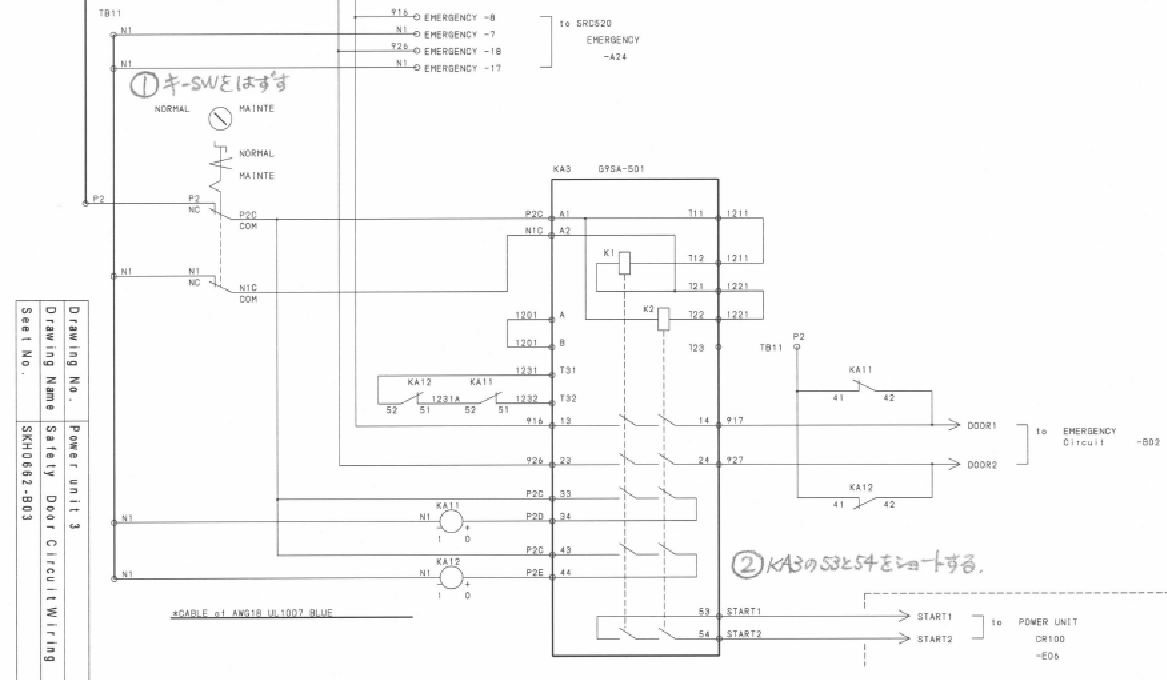 TB11
N1
916 EMERGENCY -8
N1 EMERGENCY -7
926 EMERGENCY -18
N1 EMERGENCY -17
to SRDS20
EMERGENCY
-A24
N1
① キ-SWをはずす
NORMAL MAINTE
NORMAL
MAINTE
P2 P2
NC P2C
COM
N1 N1
NC N1C
COM
KA3 G9SA-501
P2C A1 T11 1211
N1C A2
K1 T12 1211
T21 1221
K2 T22 1221
1201 A
1201 B T23
1231 T31
KA12 KA11
52 51 1231A 52 51 1232 T32
916 13 14 917
926 23 24 927
P2C 33
KA11
N1 N1 P2D 34
- +
1 0
P2C 43
KA12
N1 N1 P2E 44
- +
1 0
53 START1
54 START2
TB11 P2
KA11
41 42
DOOR1
DOOR2
to EMERGENCY
Circuit -B02
KA12
41 42
② KA3の53と54をショートする.
START1
START2
to POWER UNIT
CR100
-E06
*CABLE of AWG18 UL1007 BLUE
Drawing No. Power unit 3
Drawing Name Safety Door Circuit Wiring
Seet No. SKH0662-B03